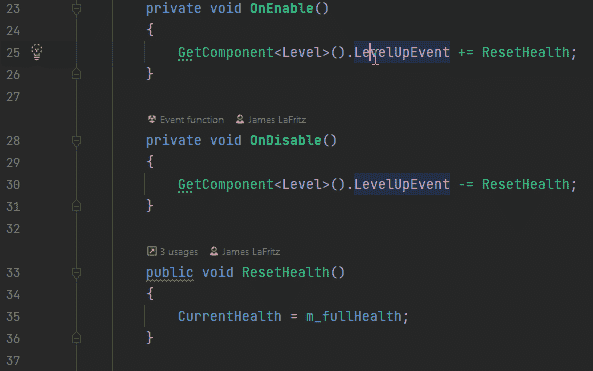 23 private void OnEnable()
24 {
25 GetComponent<Level>().LevelUpEvent += ResetHealth;
26 }
27
Event function James LaFritz
28 private void OnDisable()
29 {
30 GetComponent<Level>().LevelUpEvent -= ResetHealth;
31 }
32
3 usages James LaFritz
33 public void ResetHealth()
34 {
35 CurrentHealth = m_fullHealth;
36 }
37